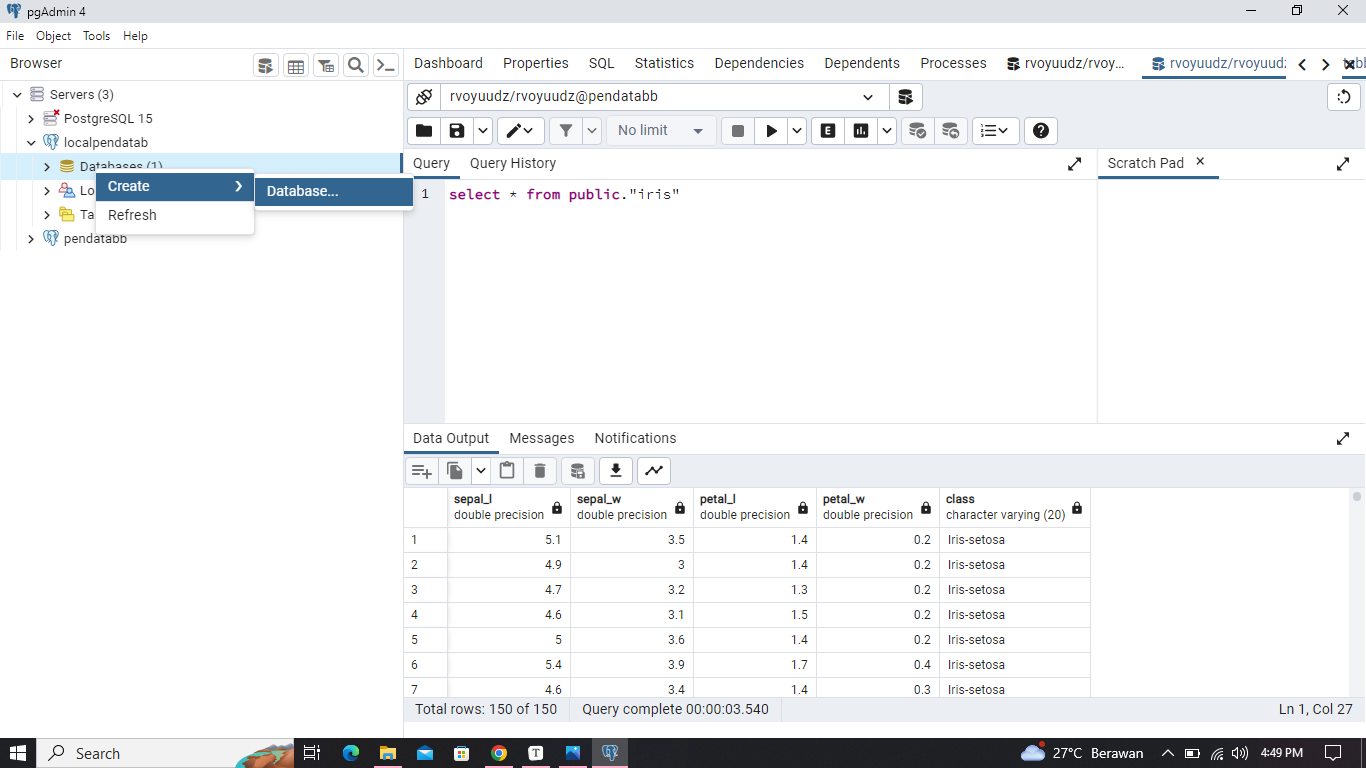 pgAdmin 4
File Object Tools Help
Browser
Dashboard Properties SQL Statistics Dependencies Dependents Processes rvoyuudz/rvoy... rvoyuudz/rvoyuudz
Servers (3)
PostgreSQL 15
localpendatab
Databases (1)
Lo
Ta
pendatabb
Create
Database...
Refresh
rvoyuudz/rvoyuudz@pendatabb
No limit
E
Query Query History
Scratch Pad
1 select * from public."iris"
Data Output Messages Notifications
sepal_l sepal_w petal_l petal_w class
double precision double precision double precision double precision character varying (20)
1 5.1 3.5 1.4 0.2 Iris-setosa
2 4.9 3 1.4 0.2 Iris-setosa
3 4.7 3.2 1.3 0.2 Iris-setosa
4 4.6 3.1 1.5 0.2 Iris-setosa
5 5 3.6 1.4 0.2 Iris-setosa
6 5.4 3.9 1.7 0.4 Iris-setosa
7 4.6 3.4 1.4 0.3 Iris-setosa
Total rows: 150 of 150 Query complete 00:00:03.540 Ln 1, Col 27
Search T 27°C Berawan 4:49 PM